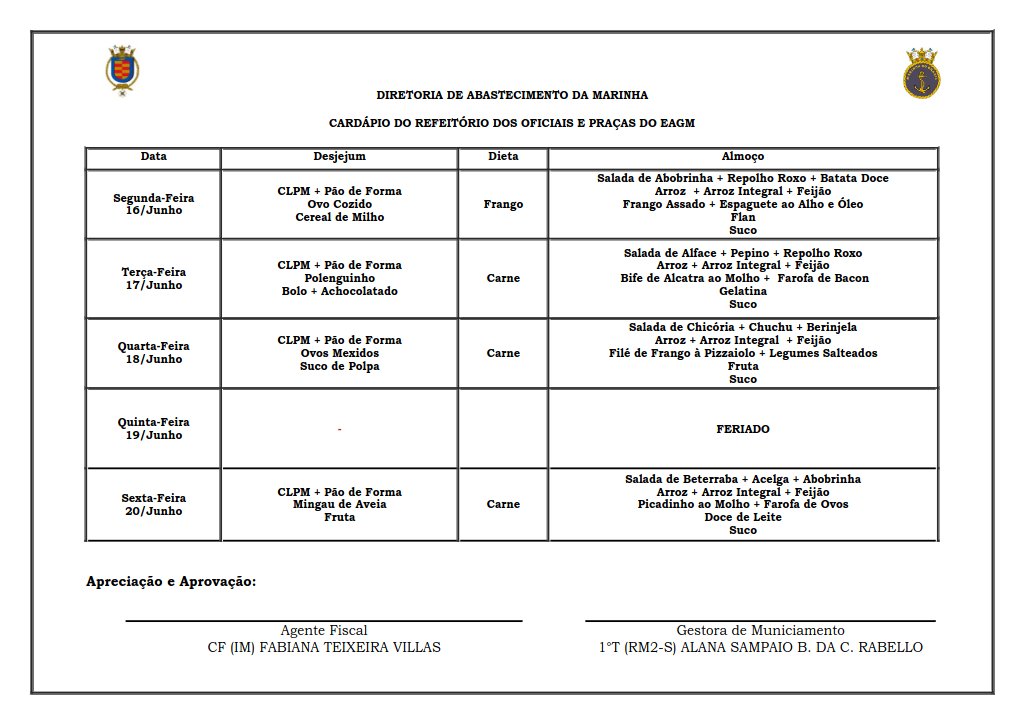 DIRETORIA DE ABASTECIMENTO DA MARINHA
CARDÁPIO DO REFEITÓRIO DOS OFICIAIS E PRAÇAS DO EAGM
Data Desjejum Dieta Almoço
Segunda-Feira
16/Junho
CLPM + Pão de Forma
Ovo Cozido
Cereal de Milho
Frango
Salada de Abobrinha + Repolho Roxo + Batata Doce
Arroz + Arroz Integral + Feijão
Frango Assado + Espaguete ao Alho e Óleo
Flan
Suco
Terça-Feira
17/Junho
CLPM + Pão de Forma
Polenguinho
Bolo + Achocolatado
Carne
Salada de Alface + Pepino + Repolho Roxo
Arroz + Arroz Integral + Feijão
Bife de Alcatra ao Molho + Farofa de Bacon
Gelatina
Suco
Quarta-Feira
18/Junho
CLPM + Pão de Forma
Ovos Mexidos
Suco de Polpa
Carne
Salada de Chicória + Chuchu + Berinjela
Arroz + Arroz Integral + Feijão
Filé de Frango à Pizzaiolo + Legumes Salteados
Fruta
Suco
Quinta-Feira
19/Junho
-
FERIADO
Sexta-Feira
20/Junho
CLPM + Pão de Forma
Mingau de Aveia
Fruta
Carne
Salada de Beterraba + Acelga + Abobrinha
Arroz + Arroz Integral + Feijão
Picadinho ao Molho + Farofa de Ovos
Doce de Leite
Suco
Apreciação e Aprovação:
Agente Fiscal
CF (IM) FABIANA TEIXEIRA VILLAS
Gestora de Municiamento
1°T (RM2-S) ALANA SAMPAIO B. DA C. RABELLO